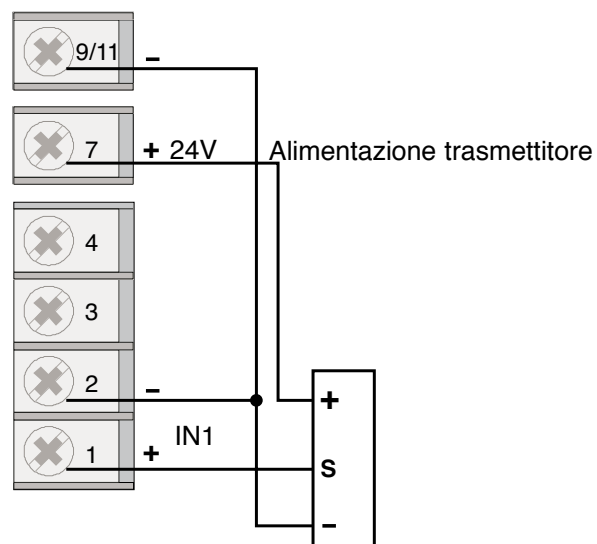 9/11 -
7 + 24V Alimentazione trasmettitore
4
3
2 -
+
1 + IN1
S
-